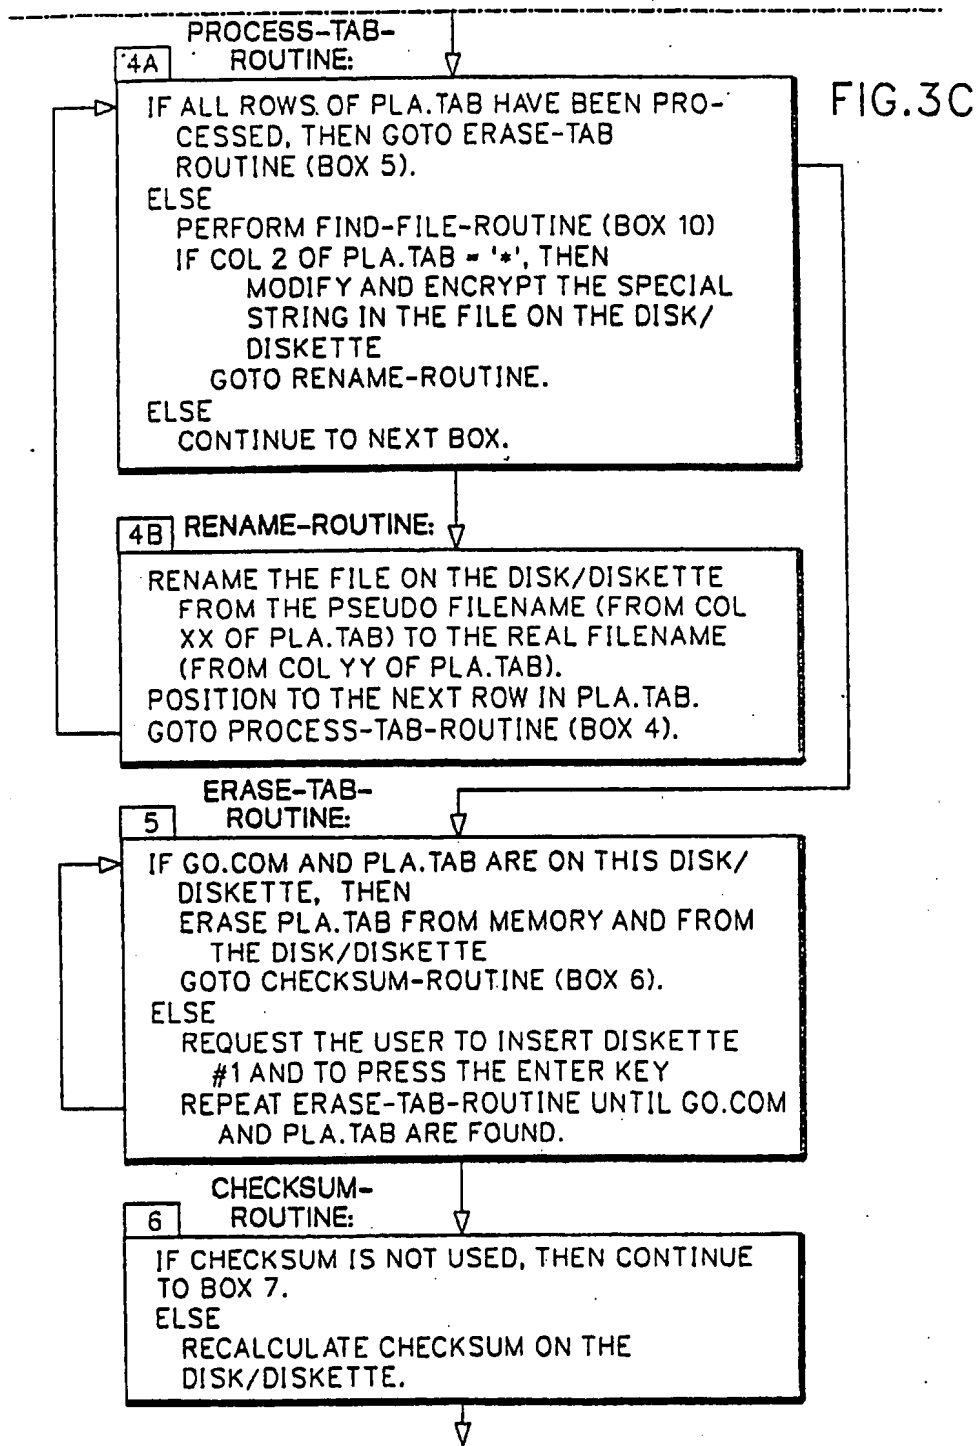 PROCESS-TAB-
ROUTINE:
4A
FIG.3C
IF ALL ROWS OF PLA.TAB HAVE BEEN PRO-
CESSED, THEN GOTO ERASE-TAB
ROUTINE (BOX 5).
ELSE
PERFORM FIND-FILE-ROUTINE (BOX 10)
IF COL 2 OF PLA.TAB = '*', THEN
MODIFY AND ENCRYPT THE SPECIAL
STRING IN THE FILE ON THE DISK/
DISKETTE
GOTO RENAME-ROUTINE.
ELSE
CONTINUE TO NEXT BOX.
4B RENAME-ROUTINE:
RENAME THE FILE ON THE DISK/DISKETTE
FROM THE PSEUDO FILENAME (FROM COL
XX OF PLA.TAB) TO THE REAL FILENAME
(FROM COL YY OF PLA.TAB).
POSITION TO THE NEXT ROW IN PLA.TAB.
GOTO PROCESS-TAB-ROUTINE (BOX 4).
ERASE-TAB-
ROUTINE:
5
IF GO.COM AND PLA.TAB ARE ON THIS DISK/
DISKETTE, THEN
ERASE PLA.TAB FROM MEMORY AND FROM
THE DISK/DISKETTE
GOTO CHECKSUM-ROUTINE (BOX 6).
ELSE
REQUEST THE USER TO INSERT DISKETTE
#1 AND TO PRESS THE ENTER KEY
REPEAT ERASE-TAB-ROUTINE UNTIL GO.COM
AND PLA.TAB ARE FOUND.
CHECKSUM-
ROUTINE:
6
IF CHECKSUM IS NOT USED, THEN CONTINUE
TO BOX 7.
ELSE
RECALCULATE CHECKSUM ON THE
DISK/DISKETTE.